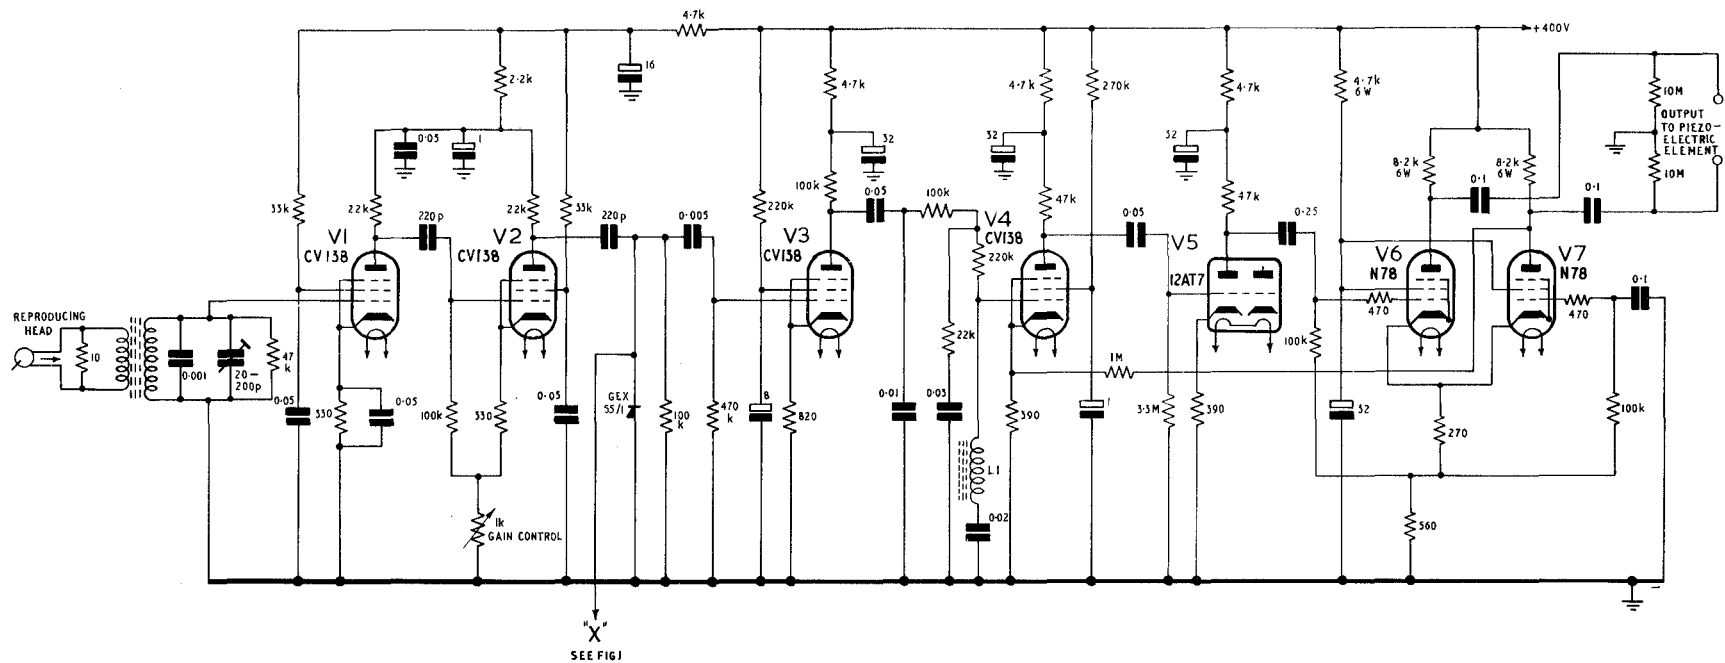 4·7k
+400V
16
2·2k
4·7k
4·7k
270k
4·7k
4·7k
6W
10M
OUTPUT
TO PIEZO-
ELECTRIC
ELEMENT
10M
0·05
1
32
32
32
8·2k
6W
8·2k
6W
33k
22k
220p
22k
33k
220p
0·005
220k
100k
0·05
100k
47k
0·05
47k
0·25
0·1
0·1
V1
CV138
V2
CV138
V3
CV138
V4
CV138
220k
V5
12AT7
V6
N78
V7
N78
470
470
0·1
REPRODUCING
HEAD
10
0·001
20-
200p
47
k
0·05
330
0·05
100k
330
0·05
GEX
55/1
100
k
470
k
8
820
0·01
22k
0·03
L1
0·02
390
1M
1
3·3M
390
100k
32
270
100k
560
1k
GAIN CONTROL
"X"
SEE FIG1